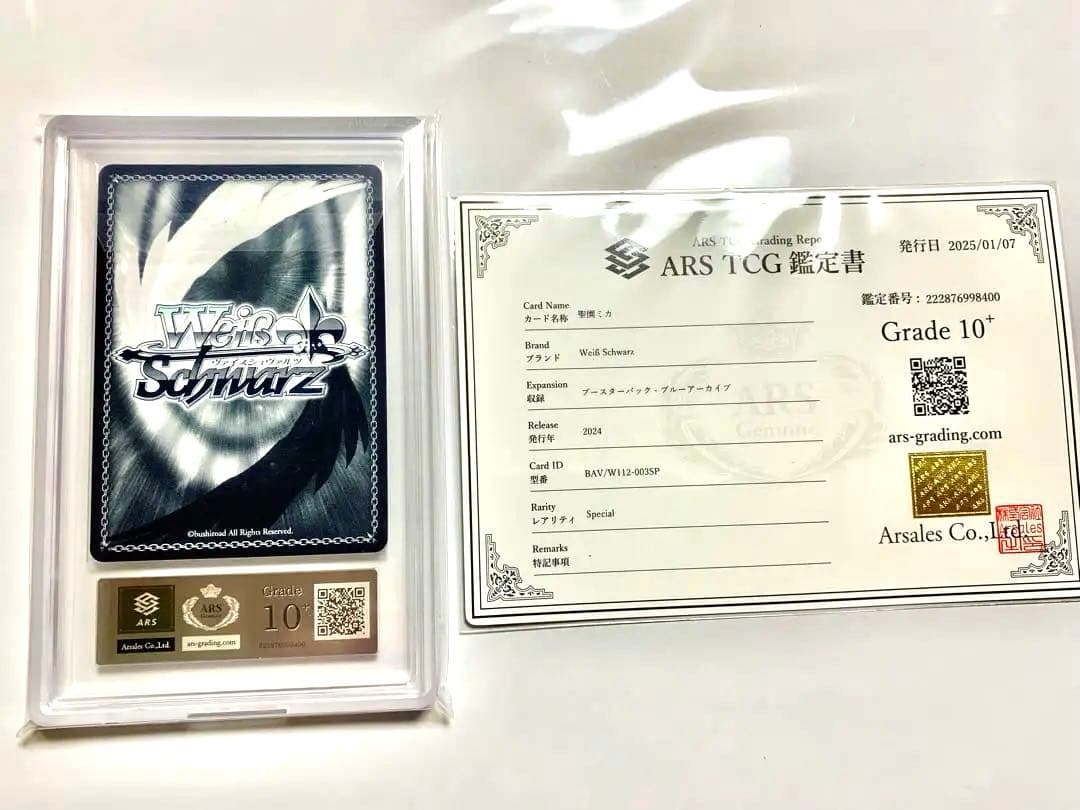 Weiß
ヴァイスシュヴァルツ
Schwarz
©bushiroad All Rights Reserved.
ARS
Arsales Co.,Ltd.
ARS
Genuine
ars-grading.com
Grade
10+
222876998400
ARS TCG Grading Repo
ARS TCG 鑑定書
発行日 2025/01/07
鑑定番号：222876998400
Grade 10+
ars-grading.com
Arsales Co.,Ltd.
Card Name
カード名称 聖園ミカ
Brand
ブランド Weiß Schwarz
Expansion
収録 ブースターパック・ブルーアーカイブ
Release
発行年 2024
Card ID
型番 BAV/W112-003SP
Rarity
レアリティ Special
Remarks
特記事項
ARS
Genuine